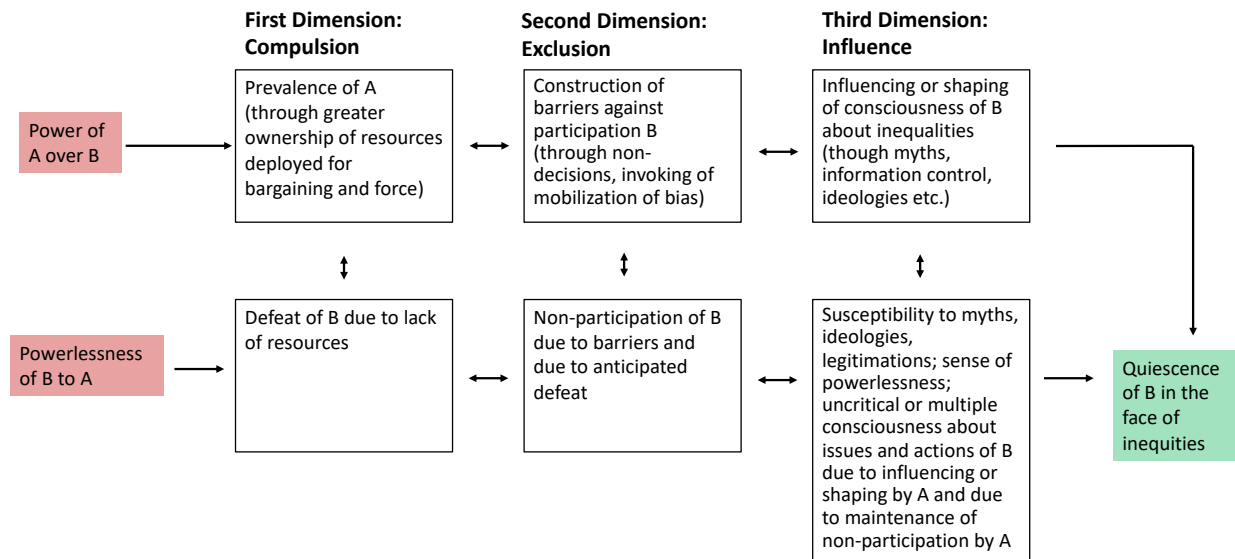 First Dimension:
Compulsion
Second Dimension:
Exclusion
Third Dimension:
Influence
Power of
A over B
Prevalence of A
(through greater
ownership of resources
deployed for
bargaining and force)
Construction of
barriers against
participation B
(through non-
decisions, invoking of
mobilization of bias)
Influencing or shaping
of consciousness of B
about inequalities
(though myths,
information control,
ideologies etc.)
Powerlessness
of B to A
Defeat of B due to lack
of resources
Non-participation of B
due to barriers and
due to anticipated
defeat
Susceptibility to myths,
ideologies,
legitimations; sense of
powerlessness;
uncritical or multiple
consciousness about
issues and actions of B
due to influencing or
shaping by A and due
to maintenance of
non-participation by A
Quiescence
of B in the
face of
inequities